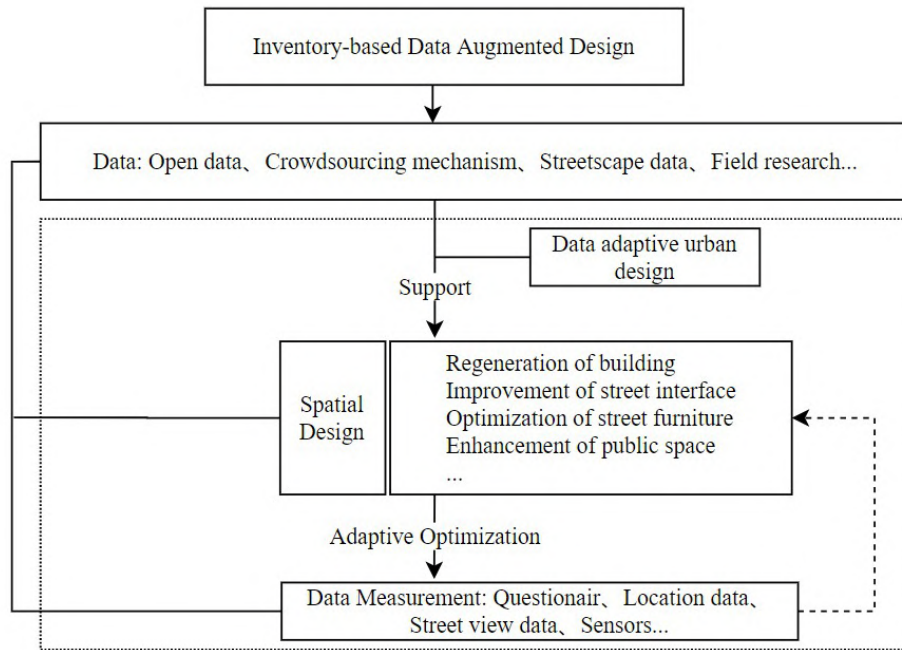 Inventory-based Data Augmented Design
Data: Open data、Crowdsourcing mechanism、Streetscape data、Field research...
Data adaptive urban
design
Support
Spatial
Design
Regeneration of building
Improvement of street interface
Optimization of street furniture
Enhancement of public space
...
Adaptive Optimization
Data Measurement: Questionair、Location data、
Street view data、Sensors...